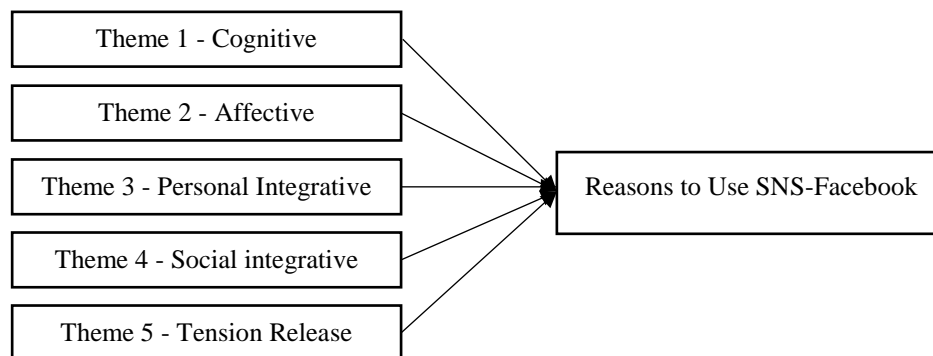 Theme 1 - Cognitive
Theme 2 - Affective
Theme 3 - Personal Integrative
Reasons to Use SNS-Facebook
Theme 4 - Social integrative
Theme 5 - Tension Release